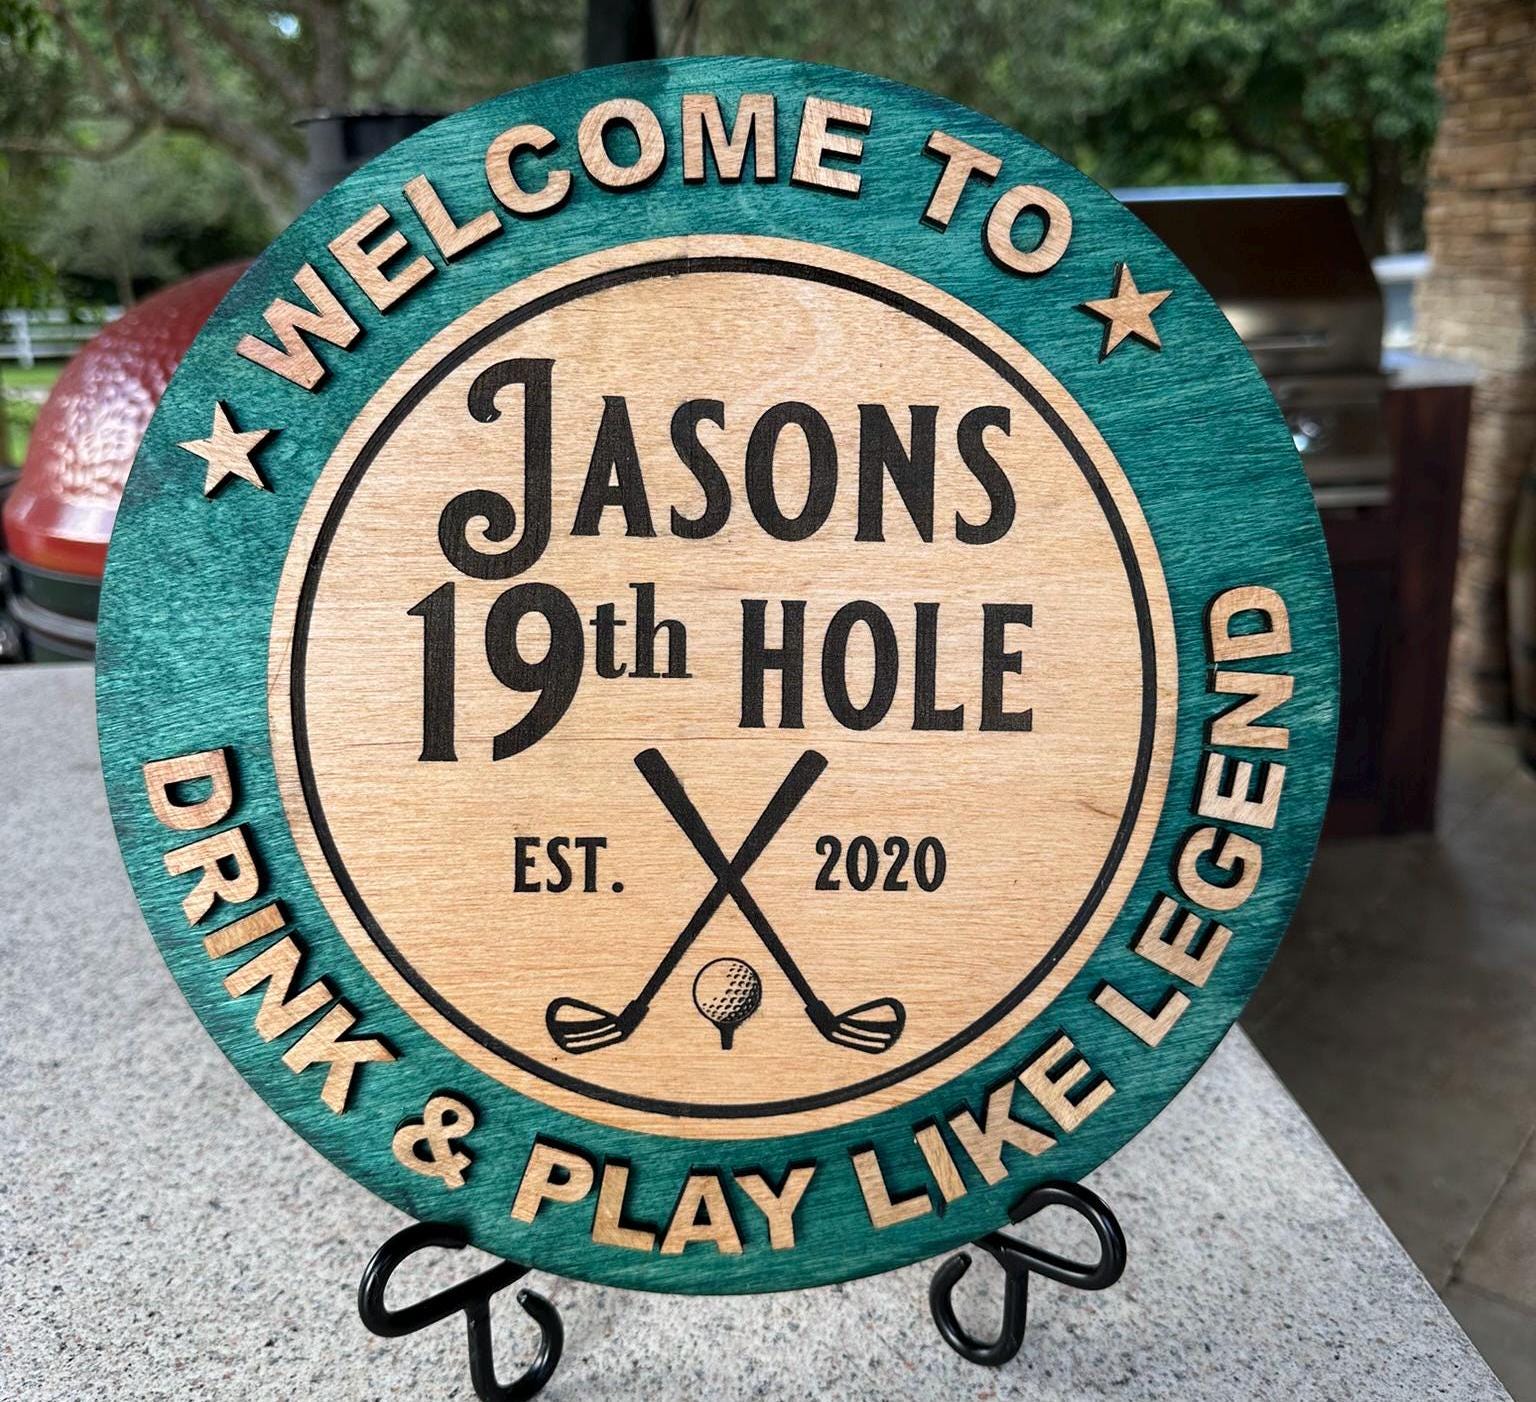 WELCOME TO
JASONS
19th HOLE
EST. 2020
DRINK & PLAY LIKE LEGEND